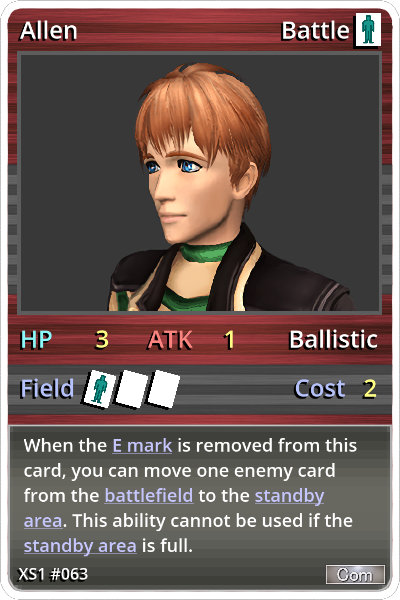 Allen Battle
HP 3 ATK 1 Ballistic
Field Cost 2
When the E mark is removed from this
card, you can move one enemy card
from the battlefield to the standby
area. This ability cannot be used if the
standby area is full.
XS1 #063 Com